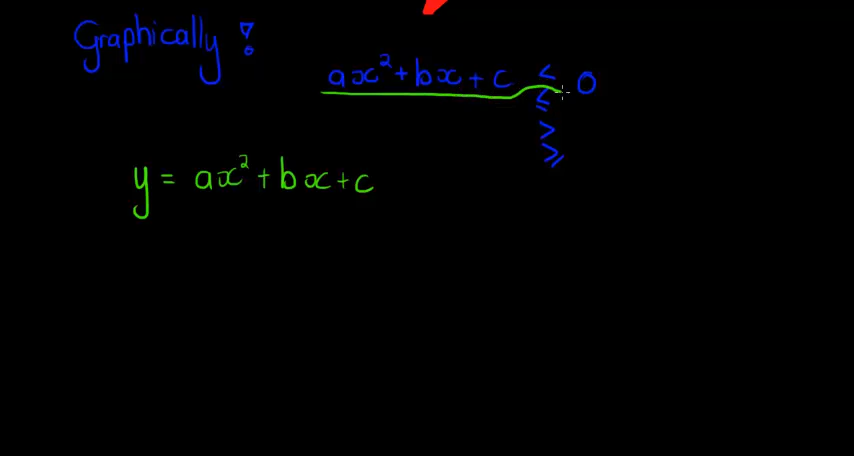 Graphically :
ax² + bx + c < 0
≤
>
≥
y = ax² + bx + c